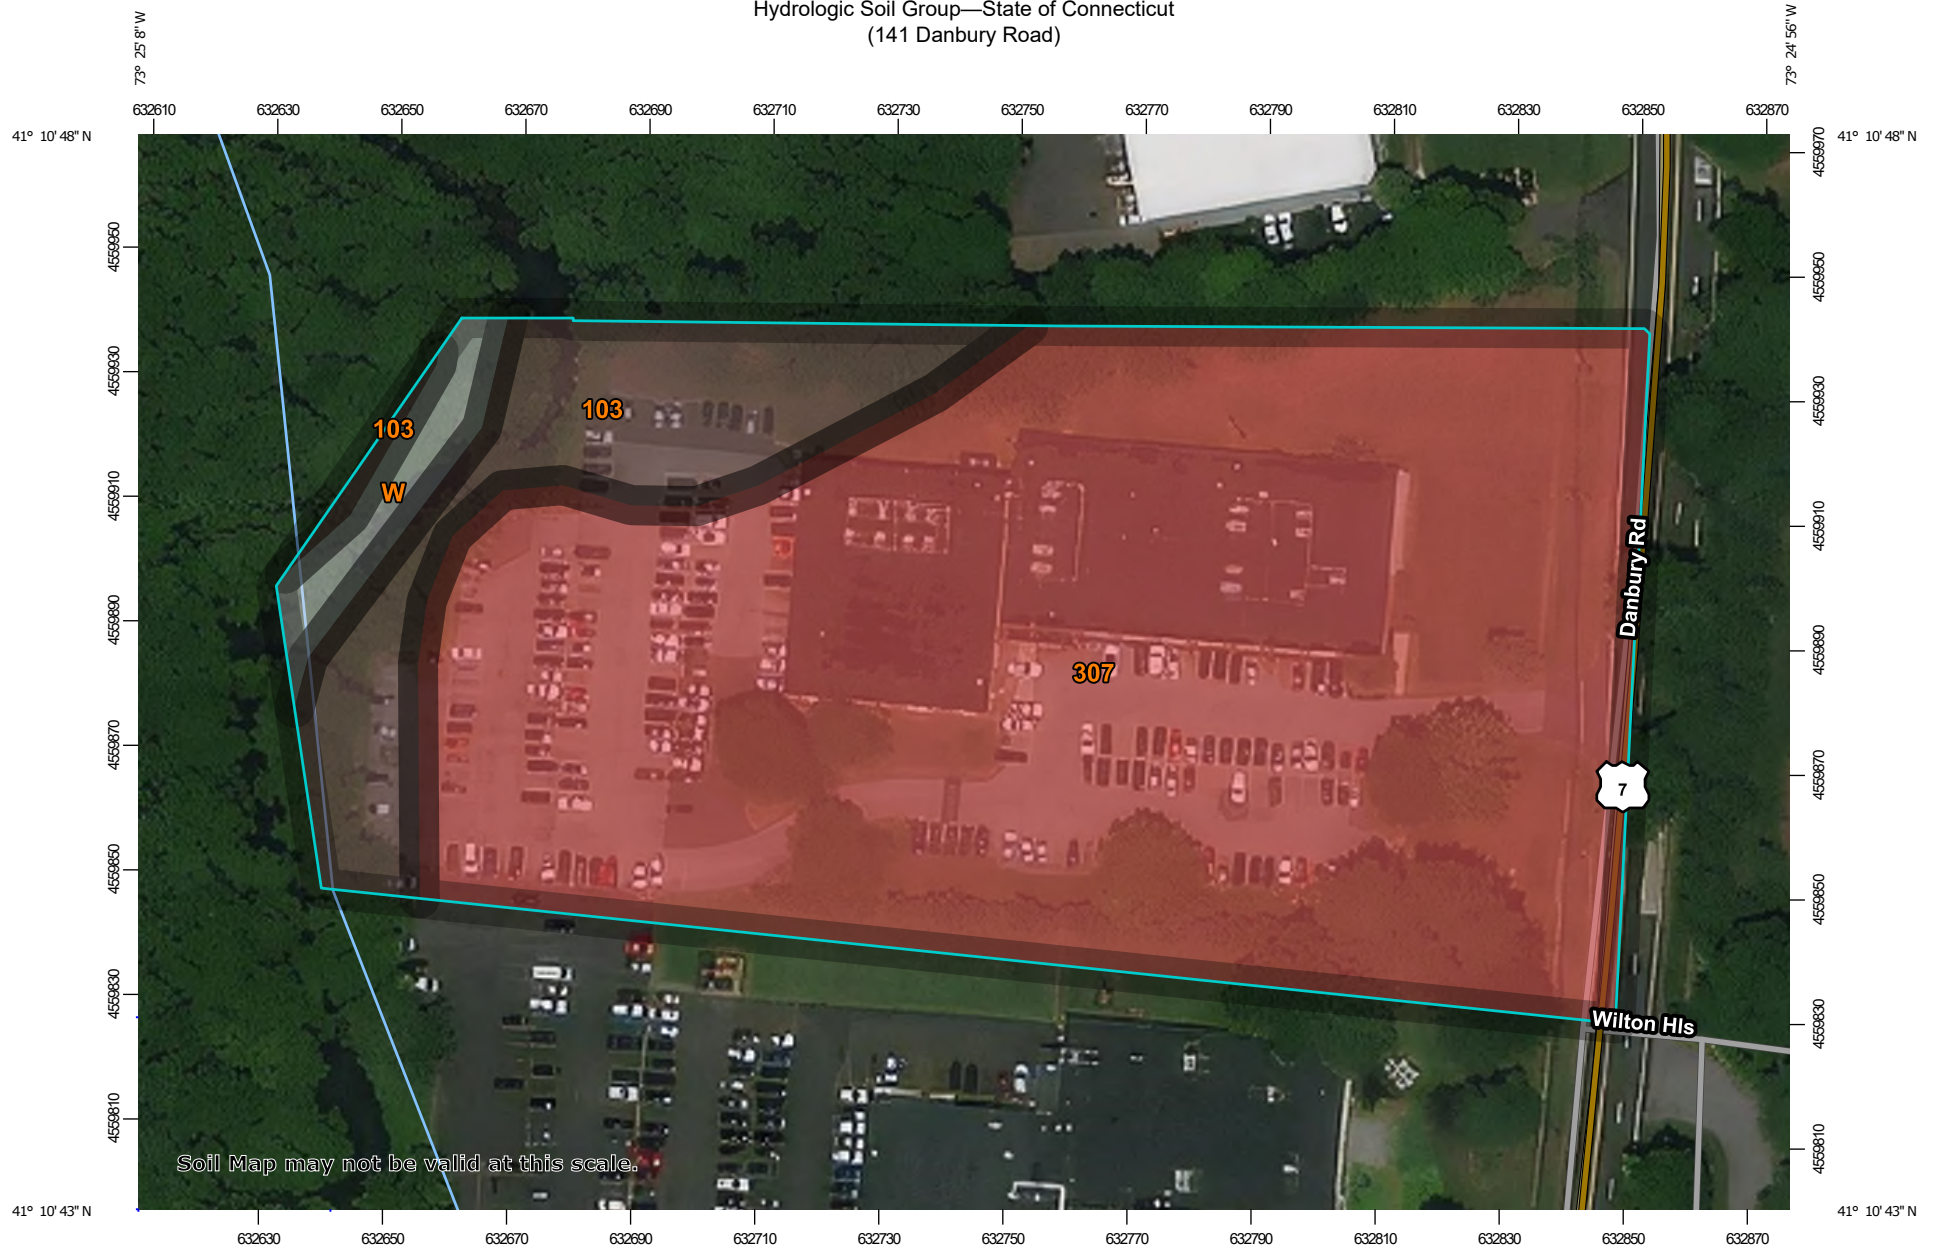 Hydrologic Soil Group—State of Connecticut
(141 Danbury Road)
73° 25' 8'' W
73° 24' 56'' W
632610 632630 632650 632670 632690 632710 632730 632750 632770 632790 632810 632830 632850 632870
41° 10' 48'' N
41° 10' 48'' N
4559950
4559930
4559910
4559890
4559870
4559850
4559830
4559810
4559970
4559950
4559930
4559910
4559890
4559870
4559850
4559830
4559810
103
103
W
307
Danbury Rd
7
Wilton Hls
Soil Map may not be valid at this scale.
41° 10' 43'' N
41° 10' 43'' N
632630 632650 632670 632690 632710 632730 632750 632770 632790 632810 632830 632850 632870